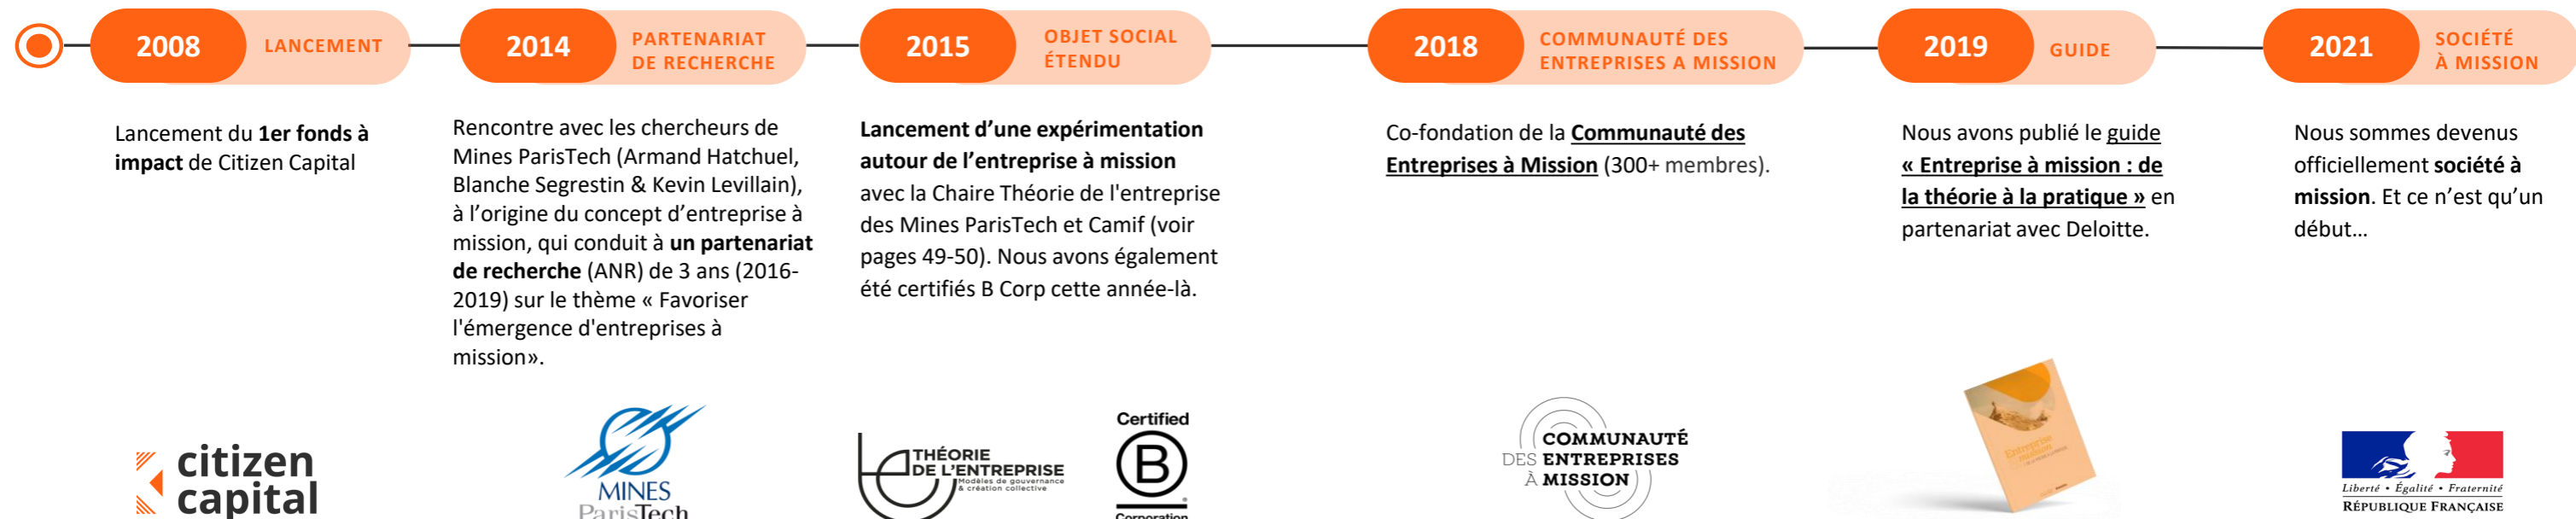 2008
LANCEMENT
2014
PARTENARIAT
DE RECHERCHE
2015
OBJET SOCIAL
ÉTENDU
2018
COMMUNAUTÉ DES
ENTREPRISES A MISSION
2019
GUIDE
2021
SOCIÉTÉ
À MISSION
Lancement du 1er fonds à
impact de Citizen Capital
Rencontre avec les chercheurs de
Mines ParisTech (Armand Hatchuel,
Blanche Segrestin & Kevin Levillain),
à l’origine du concept d’entreprise à
mission, qui conduit à un partenariat
de recherche (ANR) de 3 ans (2016-
2019) sur le thème « Favoriser
l'émergence d'entreprises à
mission».
Lancement d’une expérimentation
autour de l’entreprise à mission
avec la Chaire Théorie de l'entreprise
des Mines ParisTech et Camif (voir
pages 49-50). Nous avons également
été certifiés B Corp cette année-là.
Co-fondation de la Communauté des
Entreprises à Mission (300+ membres).
Nous avons publié le guide
« Entreprise à mission : de
la théorie à la pratique » en
partenariat avec Deloitte.
Nous sommes devenus
officiellement société à
mission. Et ce n’est qu’un
début…
citizen
capital
MINES
ParisTech
THÉORIE
DE L’ENTREPRISE
Modèles de gouvernance
& création collective
Certified
B
®
Corporation
COMMUNAUTÉ
DES ENTREPRISES
À MISSION
Entreprise
mission
Liberté • Égalité • Fraternité
RÉPUBLIQUE FRANÇAISE